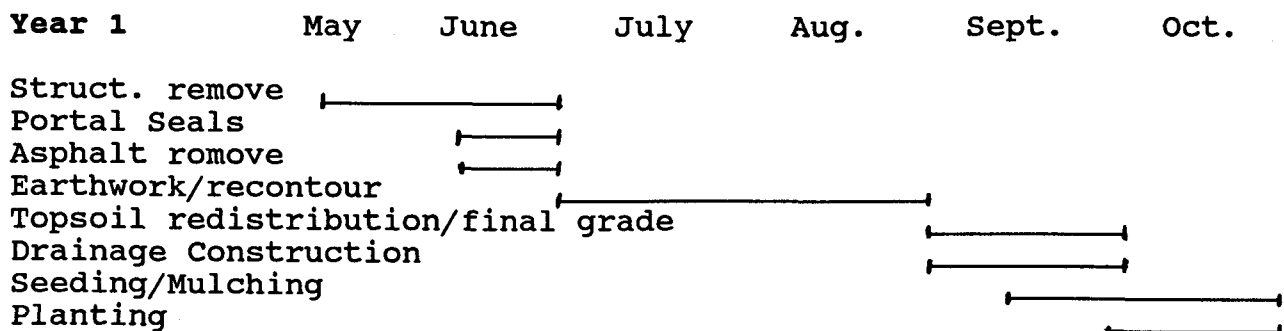 Year 1 May June July Aug. Sept. Oct.
Struct. remove
Portal Seals
Asphalt romove
Earthwork/recontour
Topsoil redistribution/final grade
Drainage Construction
Seeding/Mulching
Planting